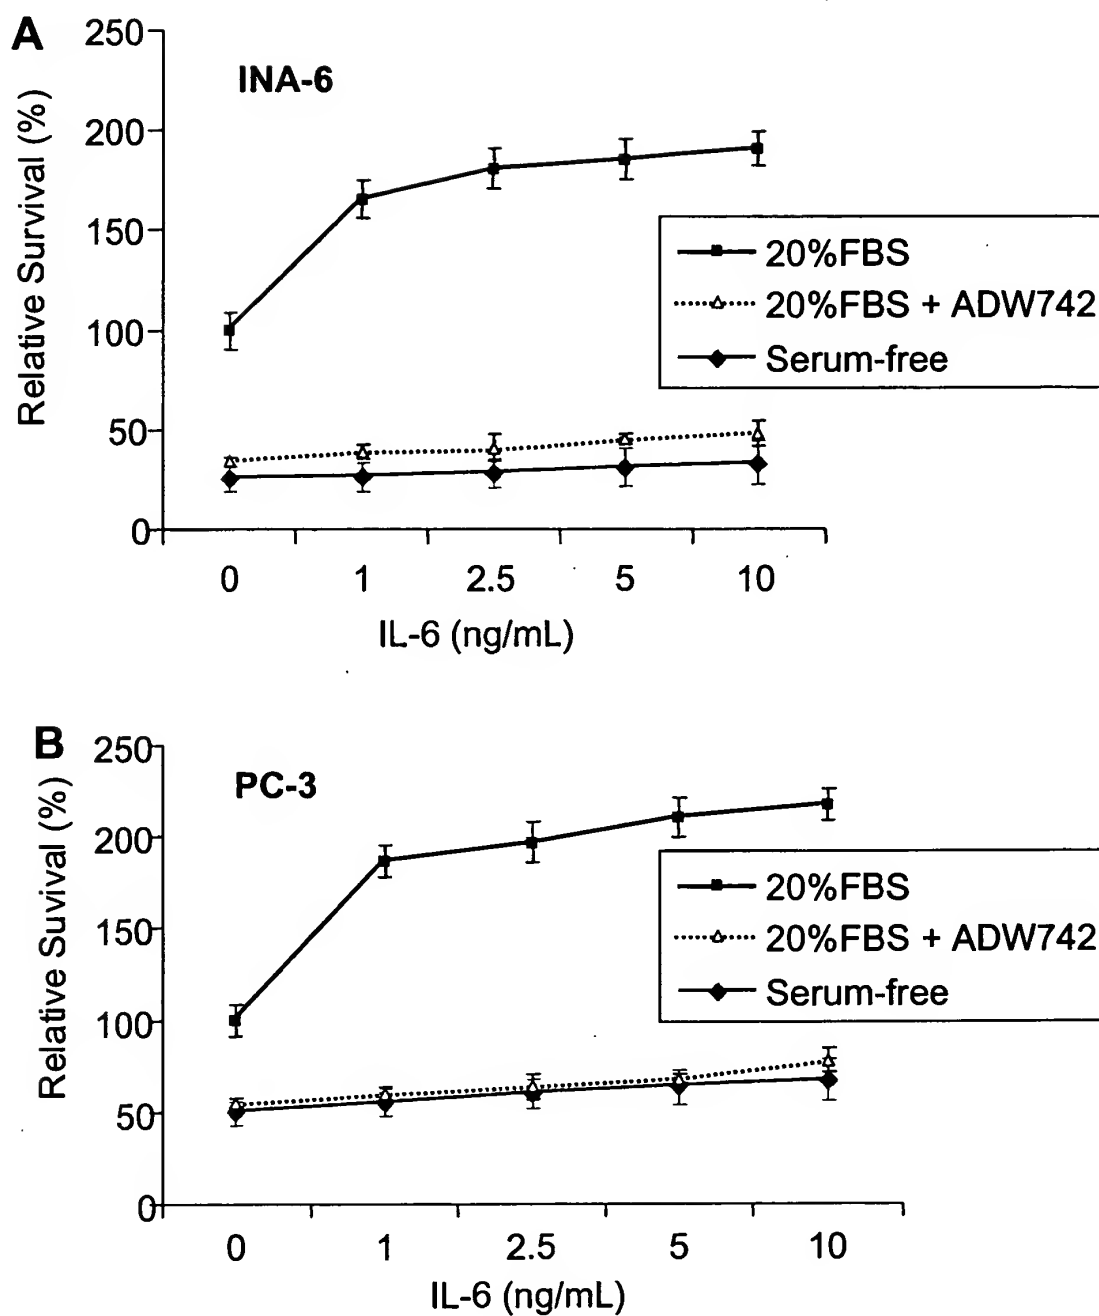 A
250
200
150
100
50
0
Relative Survival (%)
INA-6
20%FBS
20%FBS + ADW742
Serum-free
0 1 2.5 5 10
IL-6 (ng/mL)
B
250
200
150
100
50
0
Relative Suvival (%)
PC-3
20%FBS
20%FBS + ADW742
Serum-free
0 1 2.5 5 10
IL-6 (ng/mL)